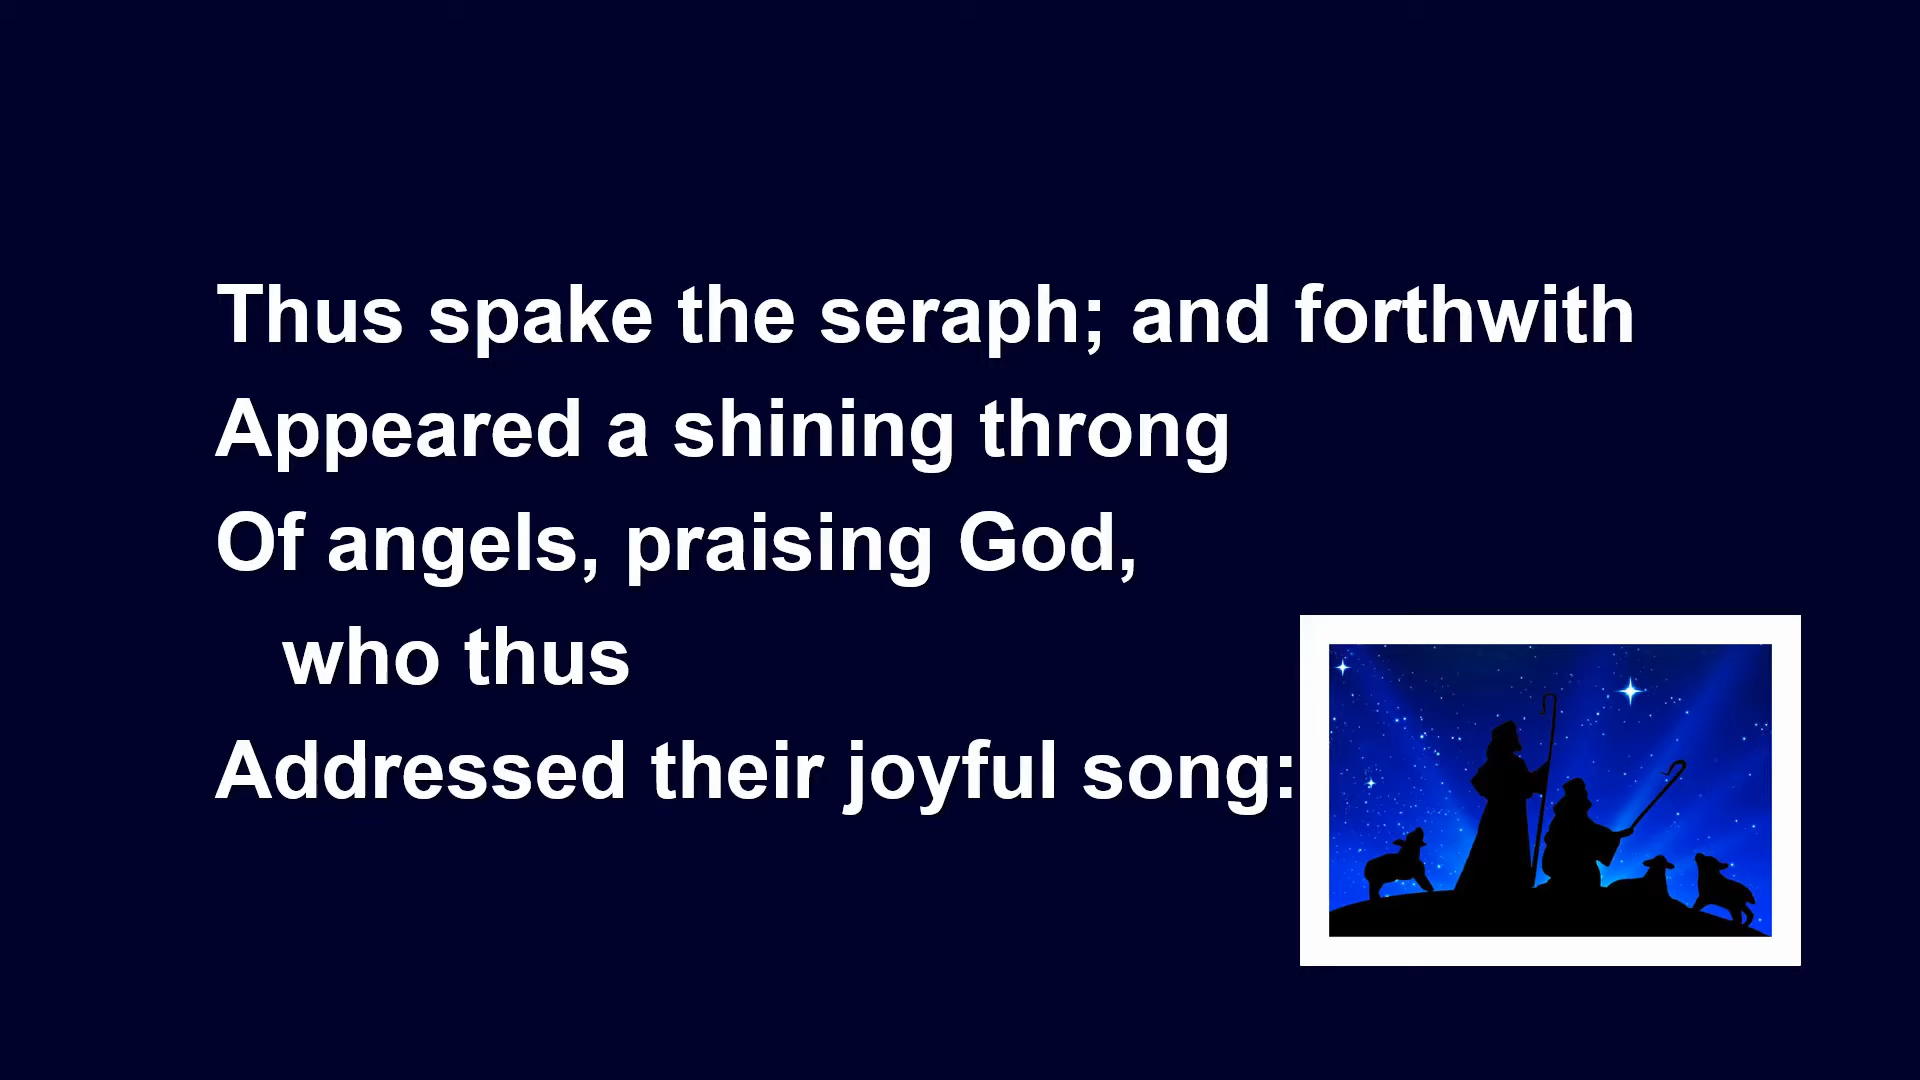 Thus spake the seraph; and forthwith
Appeared a shining throng
Of angels, praising God,
who thus
Addressed their joyful song: